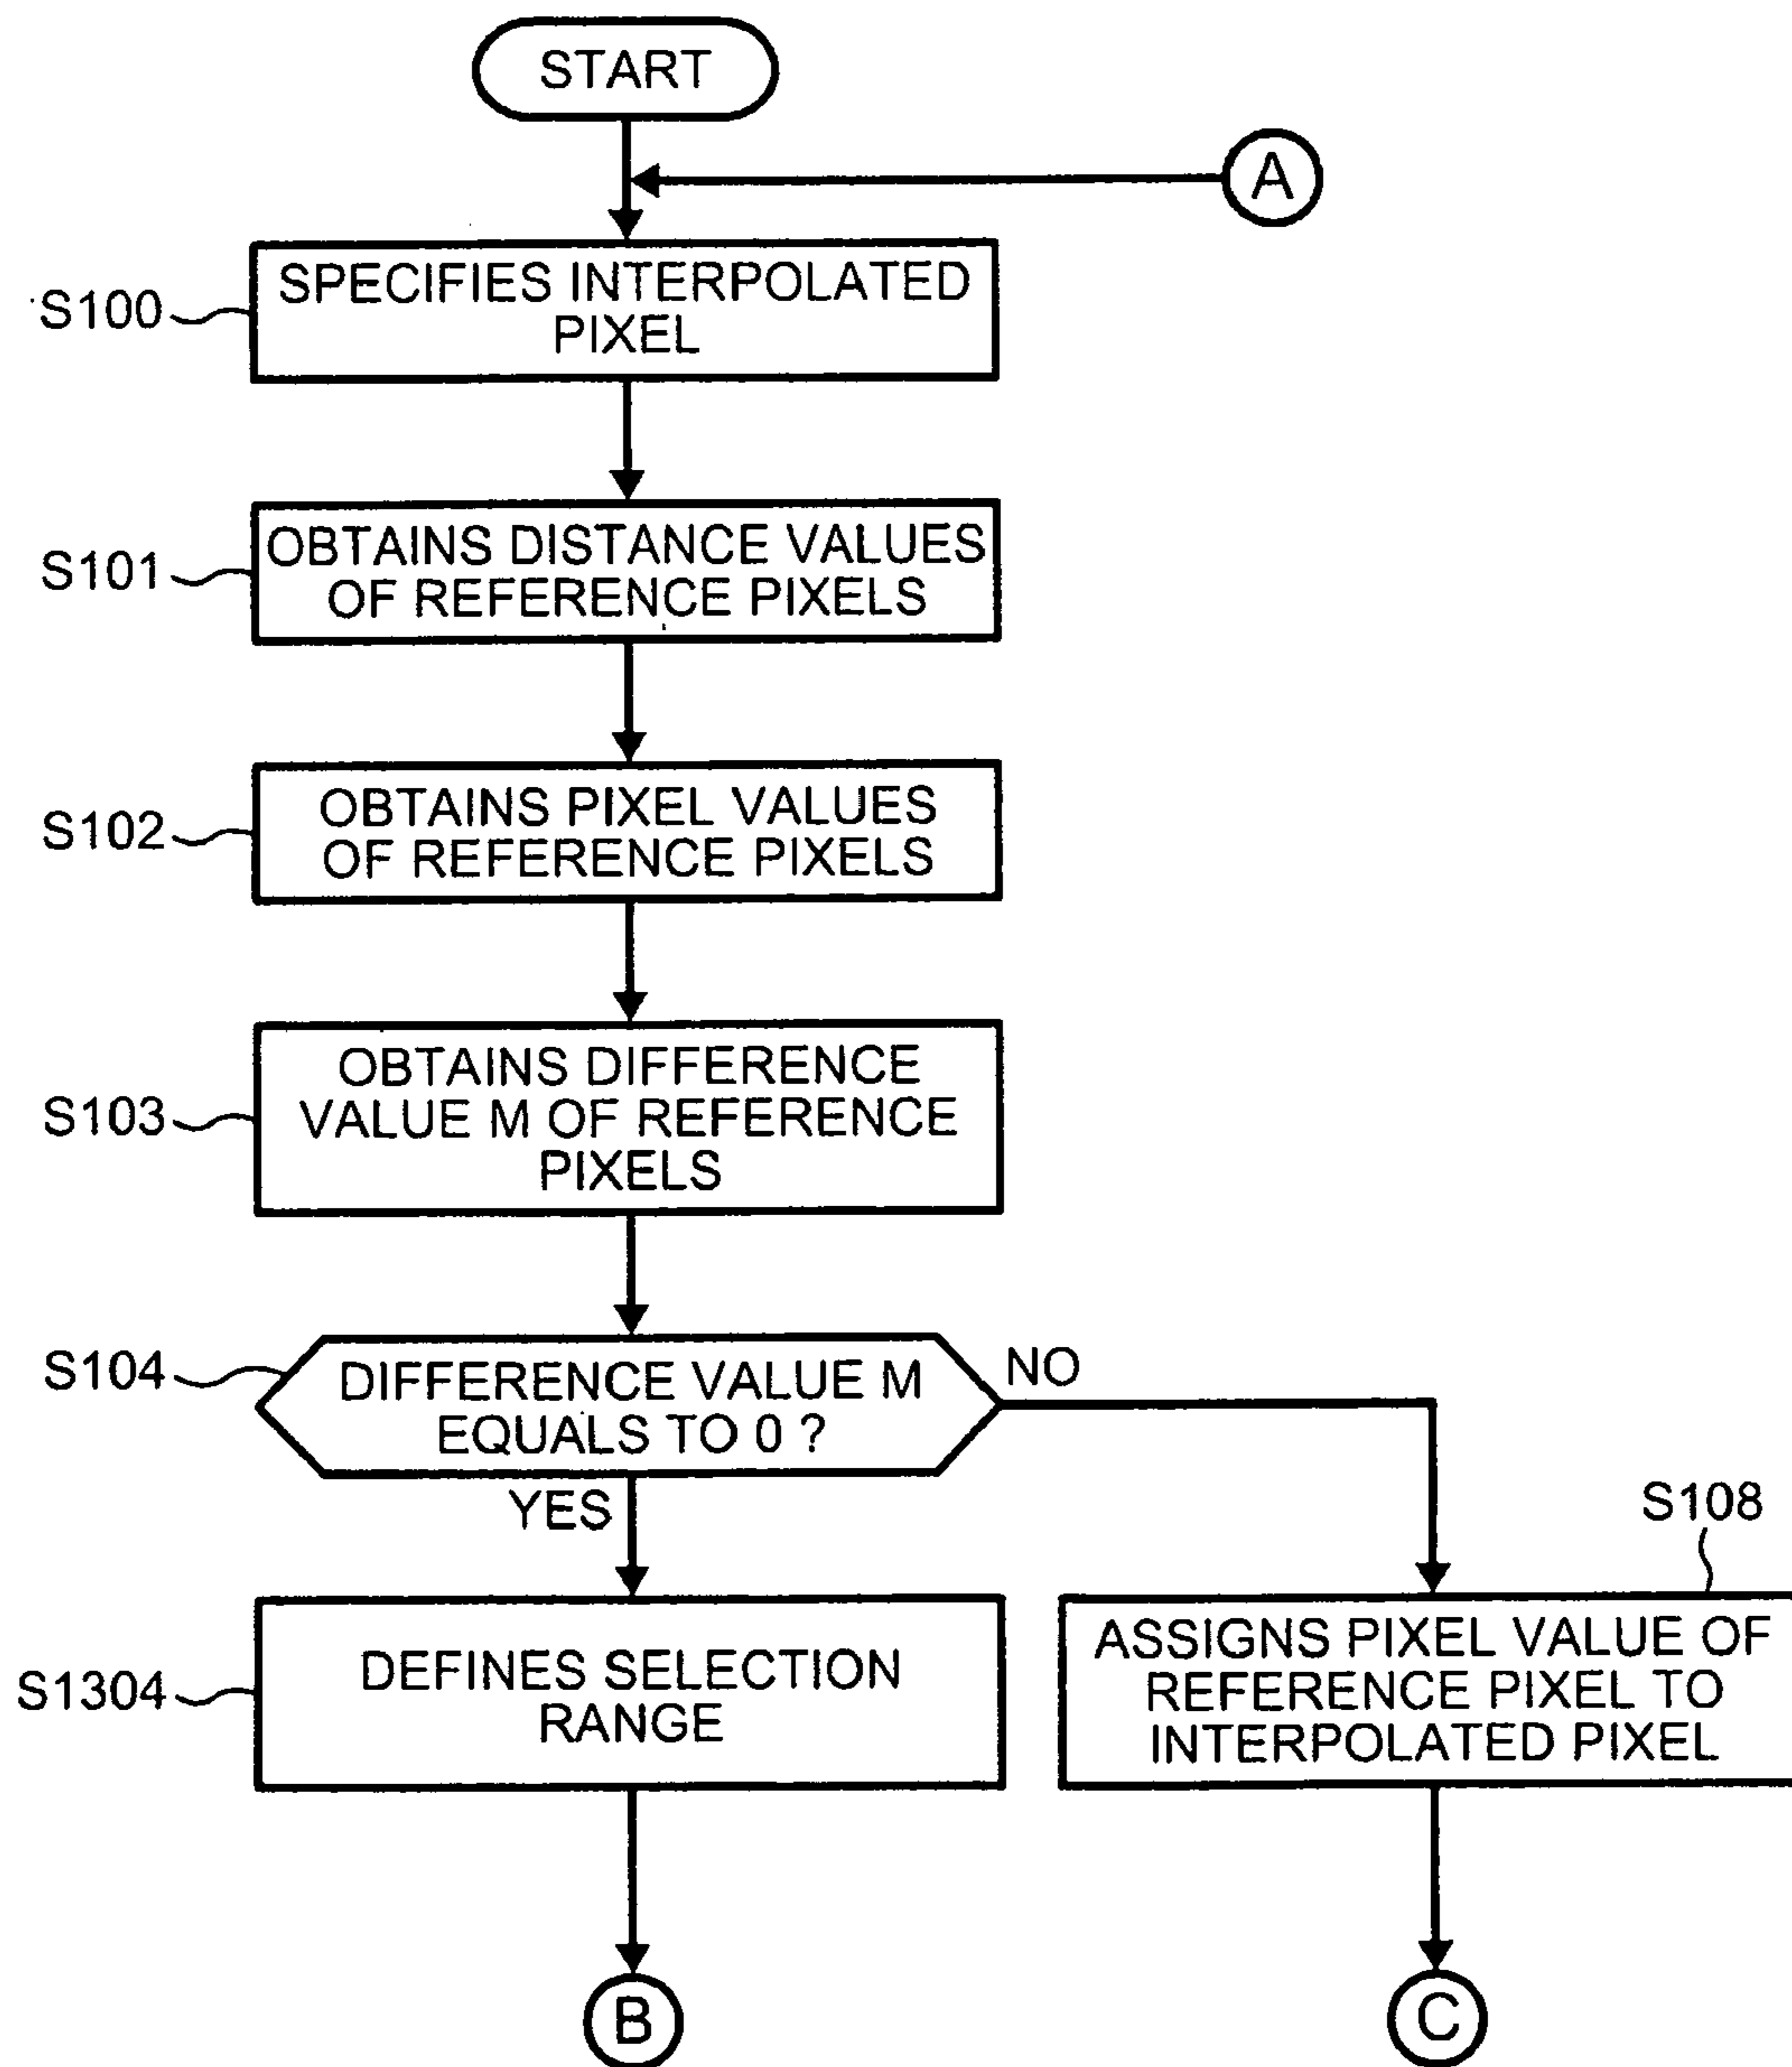 START
A
S100
SPECIFIES INTERPOLATED
PIXEL
S101
OBTAINS DISTANCE VALUES
OF REFERENCE PIXELS
S102
OBTAINS PIXEL VALUES
OF REFERENCE PIXELS
S103
OBTAINS DIFFERENCE
VALUE M OF REFERENCE
PIXELS
S104
DIFFERENCE VALUE M
EQUALS TO 0 ?
NO
YES
S108
S1304
DEFINES SELECTION
RANGE
ASSIGNS PIXEL VALUE OF
REFERENCE PIXEL TO
INTERPOLATED PIXEL
B
C